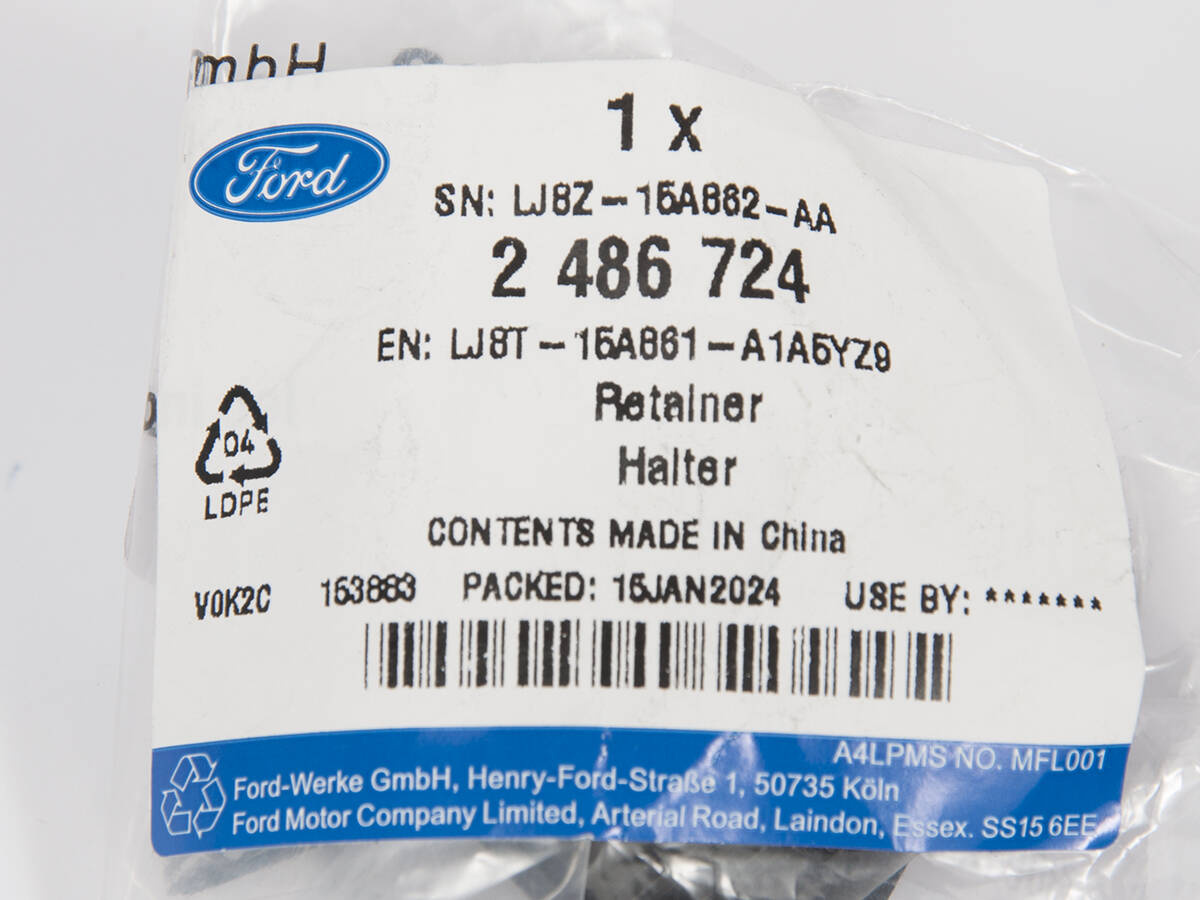 mbH
Ford
1 x
SN: LJ8Z-15A862-AA
2 486 724
EN: LJ8T-15A861-A1A5YZ9
Retainer
Halter
04
LDPE
CONTENTS MADE IN China
V0K2C 153883 PACKED: 15JAN2024 USE BY: *******
A4LPMS NO. MFL001
Ford-Werke GmbH, Henry-Ford-Straße 1, 50735 Köln
Ford Motor Company Limited, Arterial Road, Laindon, Essex. SS15 6EE